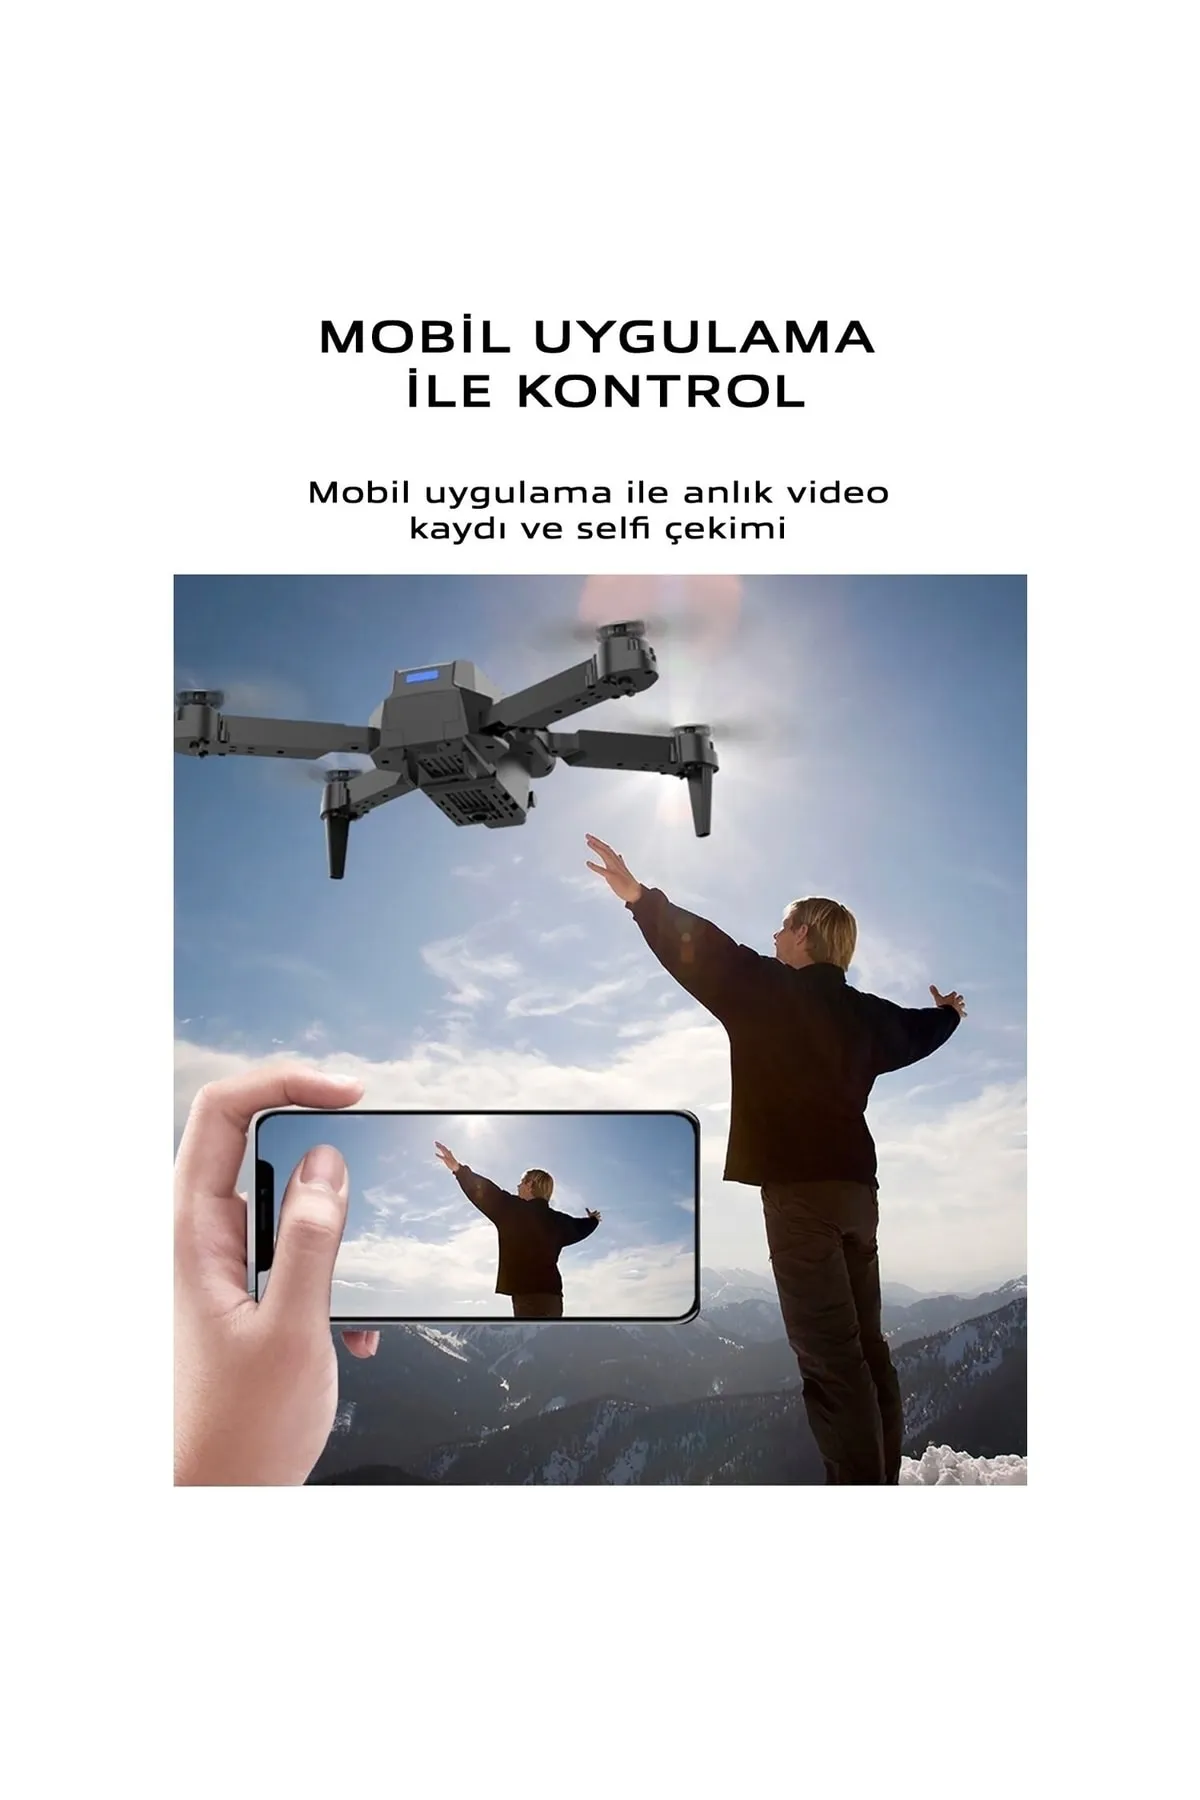 MOBİL UYGULAMA
İLE KONTROL
Mobil uygulama ile anlık video
kaydı ve selfi çekimi